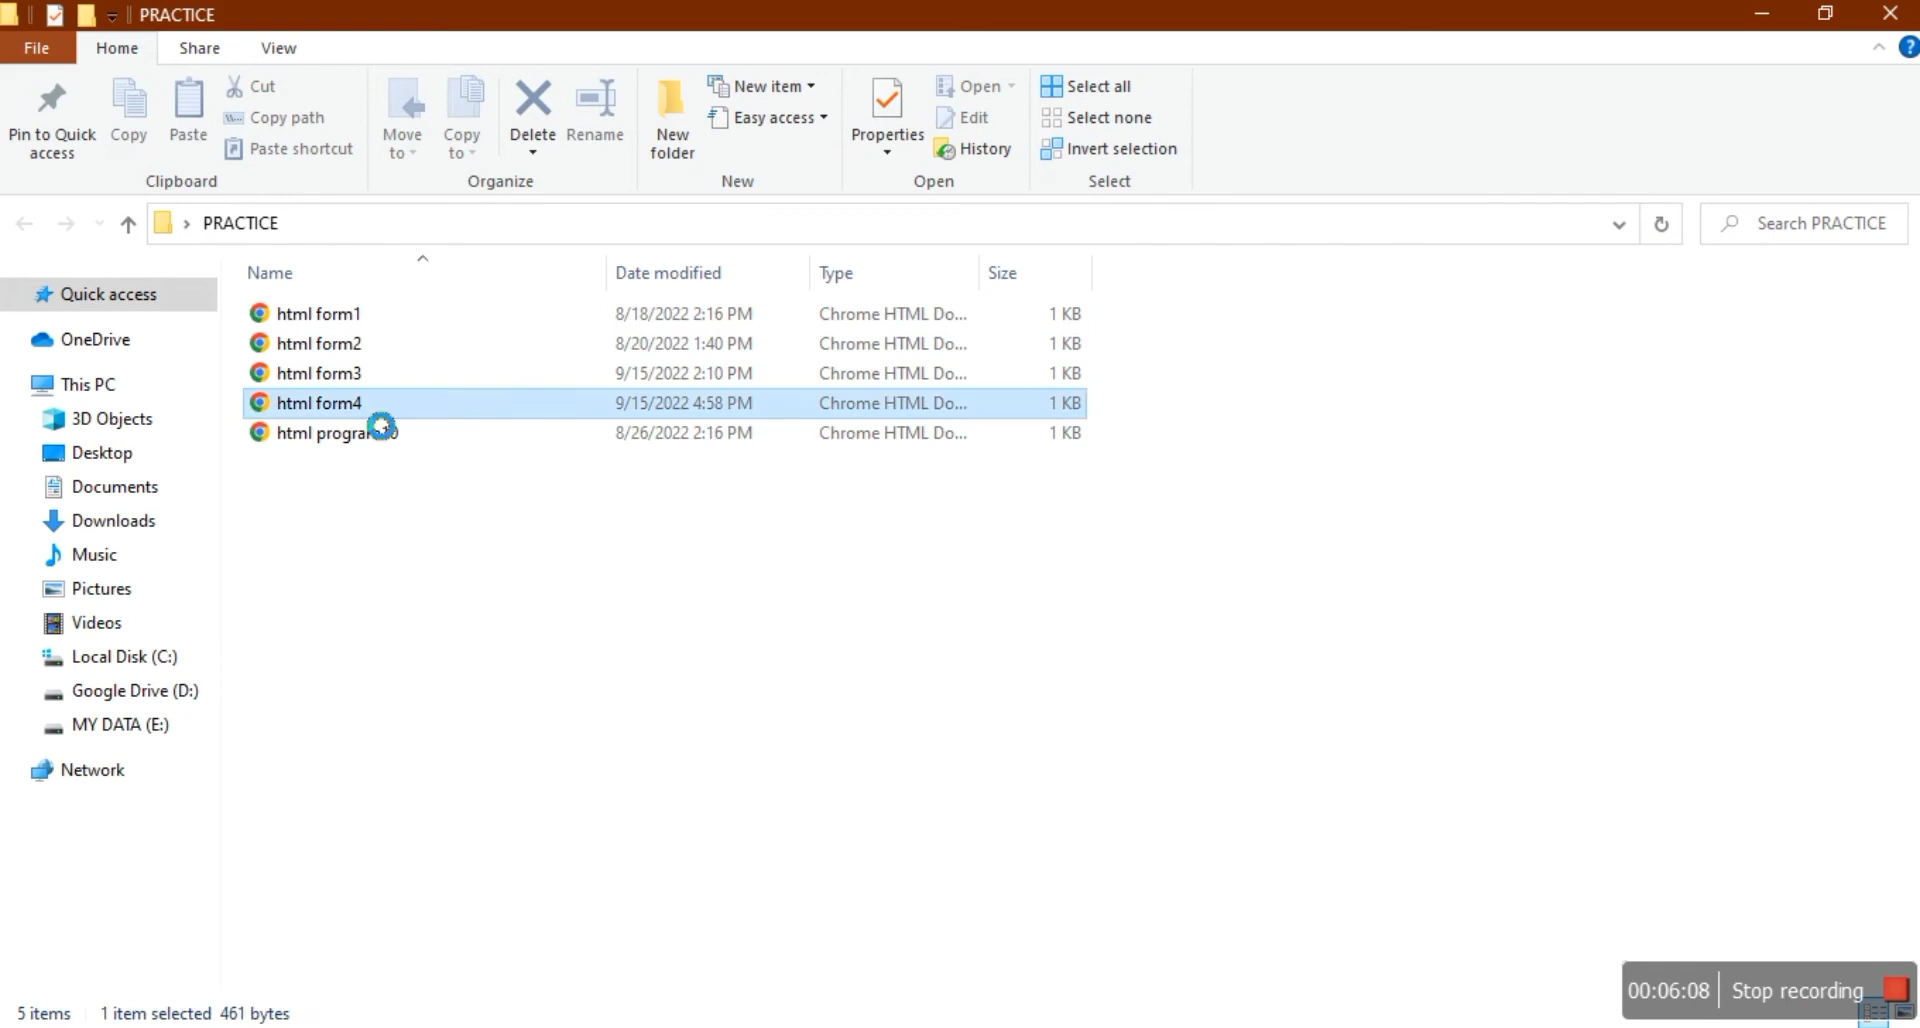 PRACTICE
File Home Share View
Pin to Quick access
Copy
Paste
Cut
Copy path
Paste shortcut
Clipboard
Move to
Copy to
Delete
Rename
Organize
New folder
New item
Easy access
New
Properties
Open
Edit
History
Open
Select all
Select none
Invert selection
Select
PRACTICE
Search PRACTICE
Name Date modified Type Size
Quick access
OneDrive
This PC
3D Objects
Desktop
Documents
Downloads
Music
Pictures
Videos
Local Disk (C:)
Google Drive (D:)
MY DATA (E:)
Network
html form1 8/18/2022 2:16 PM Chrome HTML Do... 1 KB
html form2 8/20/2022 1:40 PM Chrome HTML Do... 1 KB
html form3 9/15/2022 2:10 PM Chrome HTML Do... 1 KB
html form4 9/15/2022 4:58 PM Chrome HTML Do... 1 KB
html 8/26/2022 2:16 PM Chrome HTML Do... 1 KB
5 items 1 item selected 461 bytes
00:06:08 Stop recording